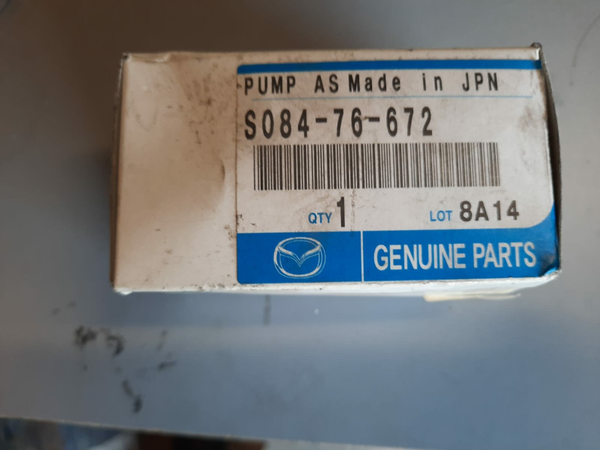 PUMP AS Made in JPN
S084-76-672
QTY 1 LOT 8A14
GENUINE PARTS